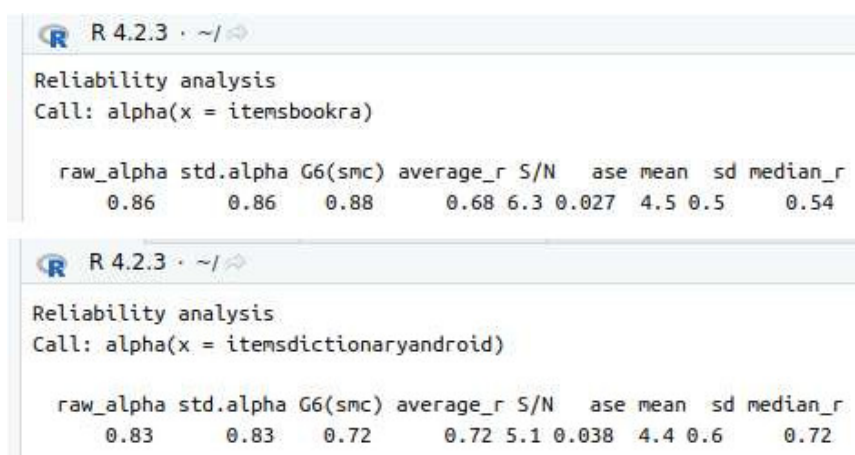 R R 4.2.3 · ~/
Reliability analysis
Call: alpha(x = itemsbookra)
raw_alpha std.alpha G6(smc) average_r S/N ase mean sd median_r
0.86 0.86 0.88 0.68 6.3 0.027 4.5 0.5 0.54
R R 4.2.3 · ~/
Reliability analysis
Call: alpha(x = itemsdictionaryandroid)
raw_alpha std.alpha G6(smc) average_r S/N ase mean sd median_r
0.83 0.83 0.72 0.72 5.1 0.038 4.4 0.6 0.72